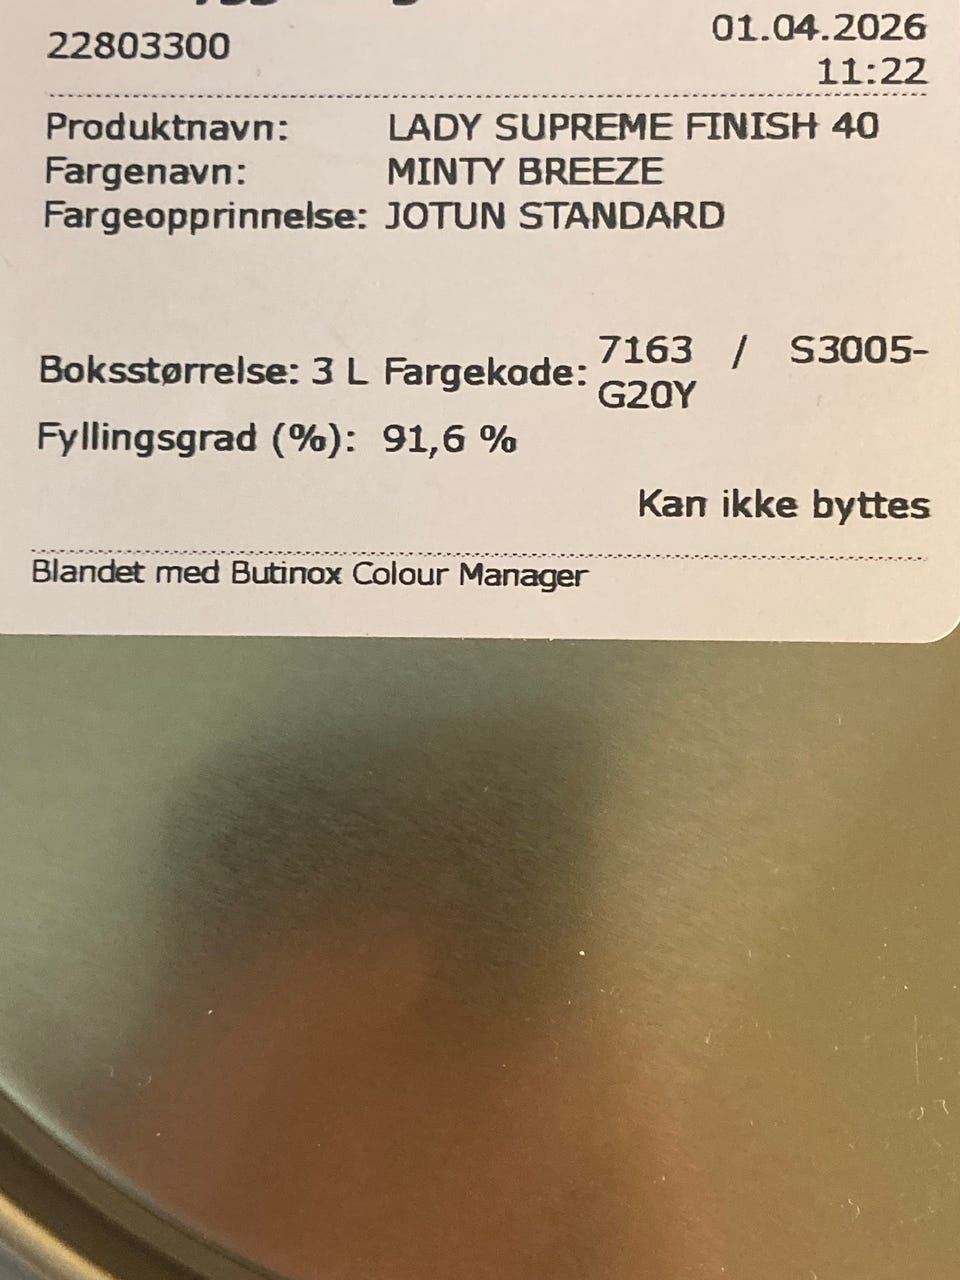 22803300
01.04.2026
11:22
Produktnavn: LADY SUPREME FINISH 40
Fargenavn: MINTY BREEZE
Fargeopprinnelse: JOTUN STANDARD
Boksstørrelse: 3 L Fargekode: 7163 / S3005-
G20Y
Fyllingsgrad (%): 91,6 %
Kan ikke byttes
Blandet med Butinox Colour Manager